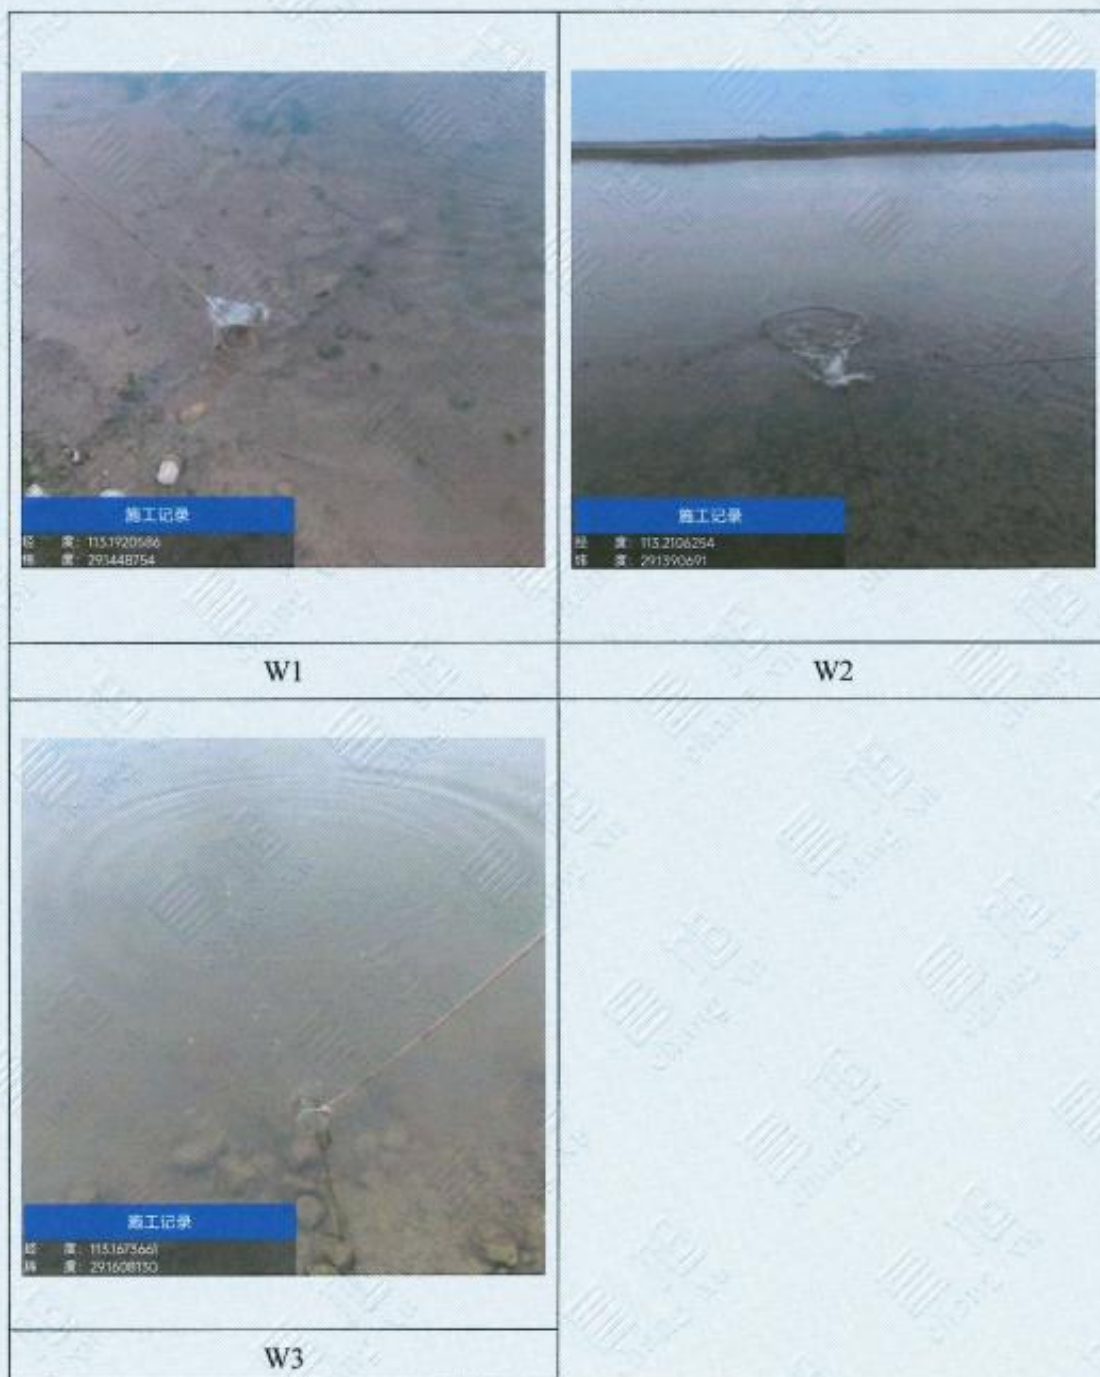 施工记录
经 度: 113.1920586
纬 度: 29.1448754
施工记录
经 度: 113.2106254
纬 度: 29.1390691
W1
W2
施工记录
经 度: 113.1673661
纬 度: 29.1608130
W3